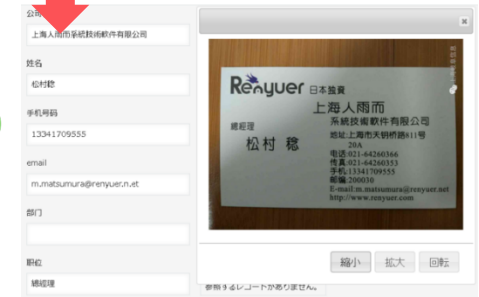 公司
上海人雨而系統技術軟件有限公司
姓名
松村稔
手机号码
13341709555
email
m.matsumura@renyuer,n.et
部门
职位
總經理
Renyuer 日本独資
上海人雨而
系統技術軟件有限公司
總經理
松村 稔
地址:上海市天钥桥路811号
20A
电话:021-64260366
传真:021-64260353
手机:13341709555
邮编:200030
E-mail:m.matsumura@renyuer.net
http://www.renyuer.com
縮小
拡大
回転
参照するレコードがありません。